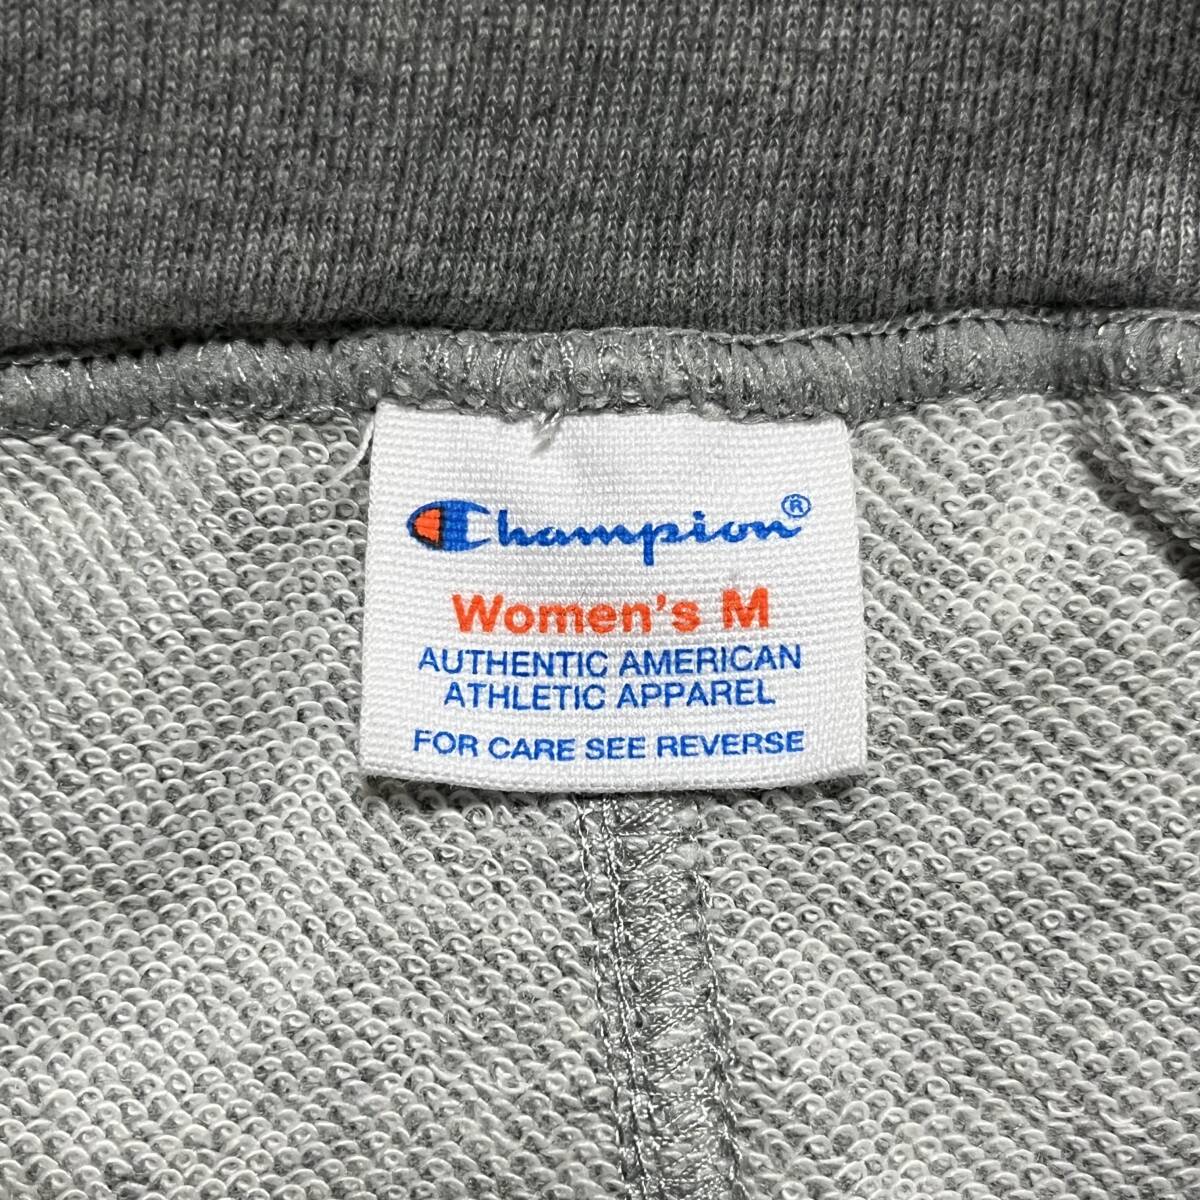 Champion®
Women's M
AUTHENTIC AMERICAN
ATHLETIC APPAREL
FOR CARE SEE REVERSE